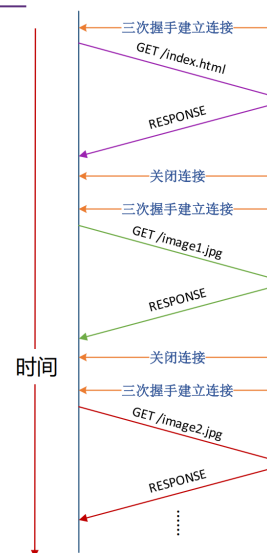 三次握手建立连接
GET /index.html
RESPONSE
关闭连接
三次握手建立连接
GET /image1.jpg
RESPONSE
时间
关闭连接
三次握手建立连接
GET /image2.jpg
RESPONSE
......